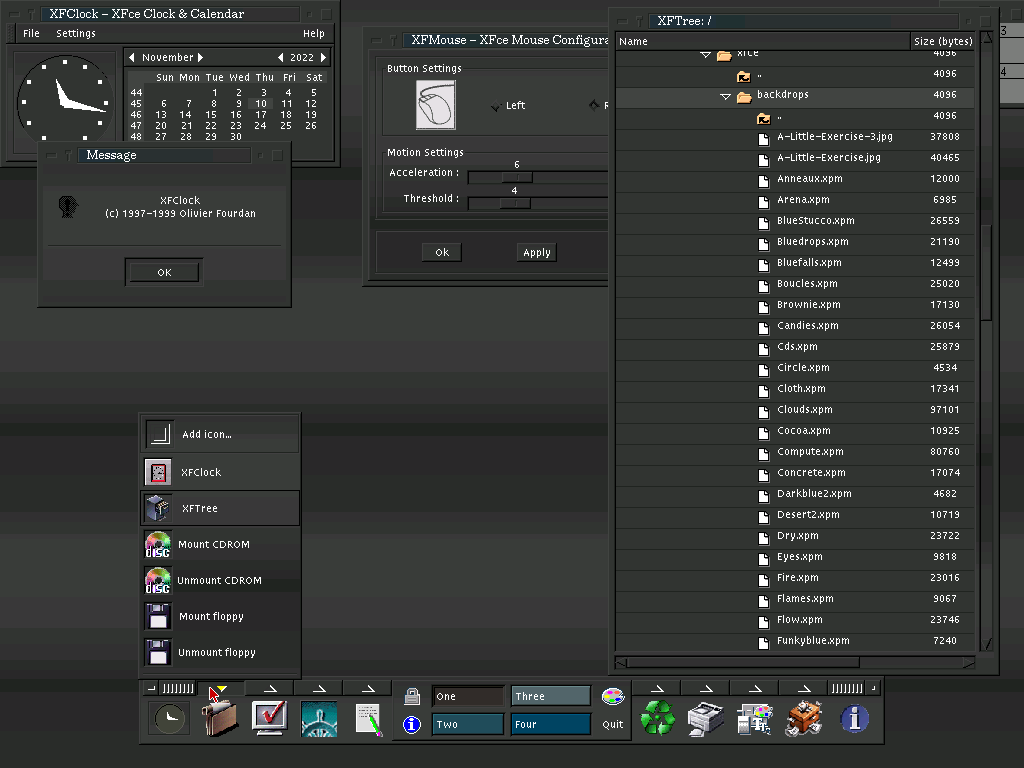 XFClock – XFce Clock & Calendar
File Settings Help
November 2022
Sun Mon Tue Wed Thu Fri Sat
44 1 2 3 4 5
45 6 7 8 9 10 11 12
46 13 14 15 16 17 18 19
47 20 21 22 23 24 25 26
48 27 28 29 30
Message
XFClock
(c) 1997-1999 Olivier Fourdan
OK
XFMouse – XFce Mouse Configura
Button Settings
Left
R
Motion Settings
Acceleration :
6
Threshold :
4
Ok Apply
XFTree: /
Name Size (bytes)
xfce 4096
.. 4096
backdrops 4096
.. 4096
A-Little-Exercise-3.jpg 37808
A-Little-Exercise.jpg 40465
Anneaux.xpm 12000
Arena.xpm 6985
BlueStucco.xpm 26559
Bluedrops.xpm 21190
Bluefalls.xpm 12499
Boucles.xpm 25020
Brownie.xpm 17130
Candies.xpm 26054
Cds.xpm 25879
Circle.xpm 4534
Cloth.xpm 17341
Clouds.xpm 97101
Cocoa.xpm 10925
Compute.xpm 80760
Concrete.xpm 17074
Darkblue2.xpm 4682
Desert2.xpm 10719
Dry.xpm 23722
Eyes.xpm 9818
Fire.xpm 23016
Flames.xpm 9067
Flow.xpm 23746
Funkyblue.xpm 7240
3
4
Add icon...
XFClock
XFTree
Mount CDROM
Unmount CDROM
Mount floppy
Unmount floppy
One Three
Two Four Quit